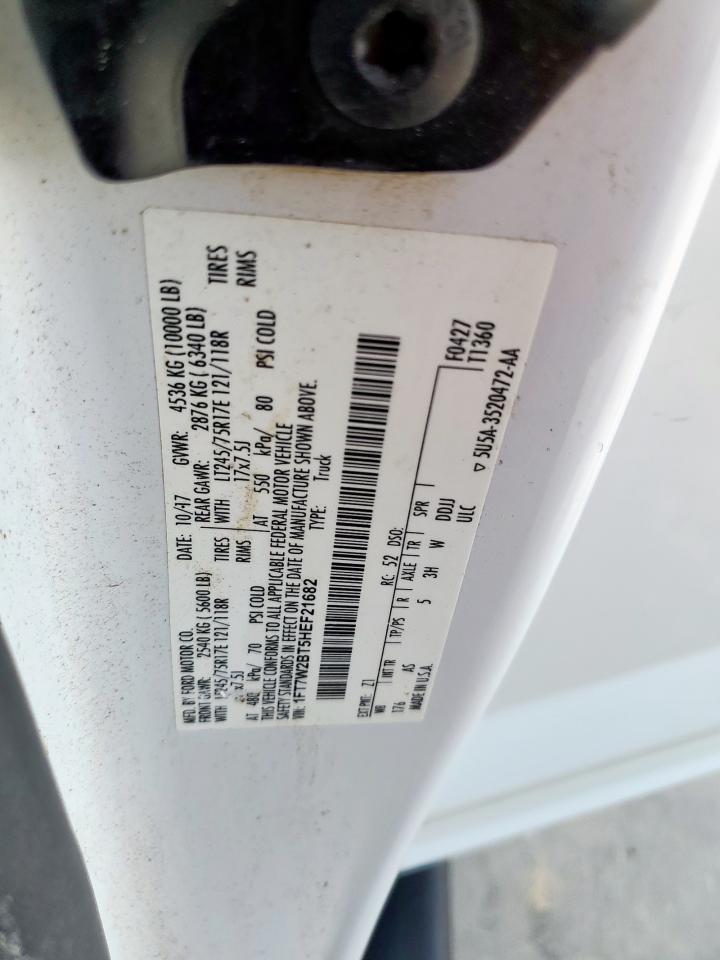 MFD. BY FORD MOTOR CO.
DATE: 10/47 GVWR: 4536 KG (10000 LB)
FRONT GAWR: 2540 KG ( 5600 LB) REAR GAWR: 2876 KG ( 6340 LB)
WITH LT245/75R17E 121/118R TIRES WITH LT245/75R17E 121/118R TIRES
17x7.5J RIMS 17x7.5J RIMS
AT 480 kPa/ 70 PSI COLD AT 550 kPa/ 80 PSI COLD
THIS VEHICLE CONFORMS TO ALL APPLICABLE FEDERAL MOTOR VEHICLE
SAFETY STANDARDS IN EFFECT ON THE DATE OF MANUFACTURE SHOWN ABOVE.
VIN: 1FT7W2BT5HEF21682 TYPE: Truck
EXT PNT: Z1 RC: 52 DSO: F0427
WB INT TR TP/PS R AXLE TR SPR T1360
176 AS 5 3H W DDUJ
MADE IN U.S.A. ULC ▽ 5U5A-3520472-AA